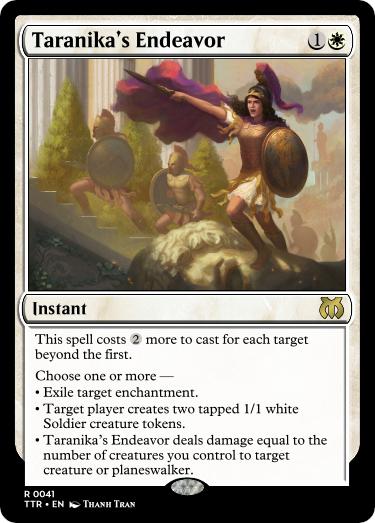 Taranika's Endeavor 1
Instant
This spell costs 2 more to cast for each target
beyond the first.
Choose one or more —
• Exile target enchantment.
• Target player creates two tapped 1/1 white
Soldier creature tokens.
• Taranika's Endeavor deals damage equal to the
number of creatures you control to target
creature or planeswalker.
R 0041
TTR • EN Thanh Tran